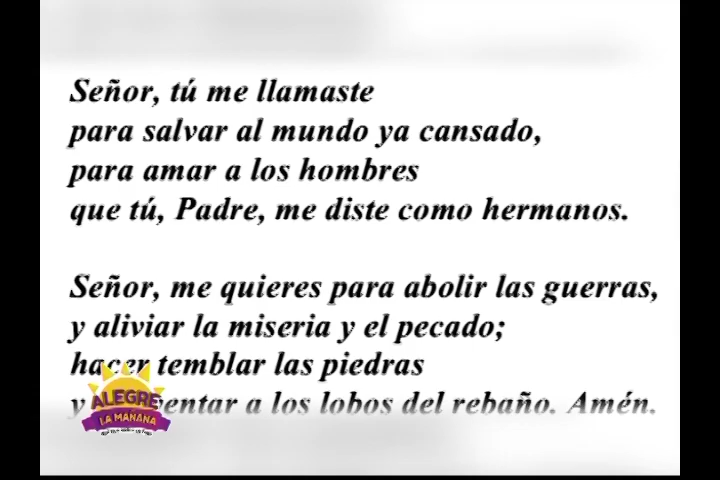 Señor, tú me llamaste
para salvar al mundo ya cansado,
para amar a los hombres
que tú, Padre, me diste como hermanos.
Señor, me quieres para abolir las guerras,
y aliviar la miseria y el pecado;
hacer temblar las piedras
y a los lobos del rebaño. Amén.
ALEGRE
LA MAÑANA